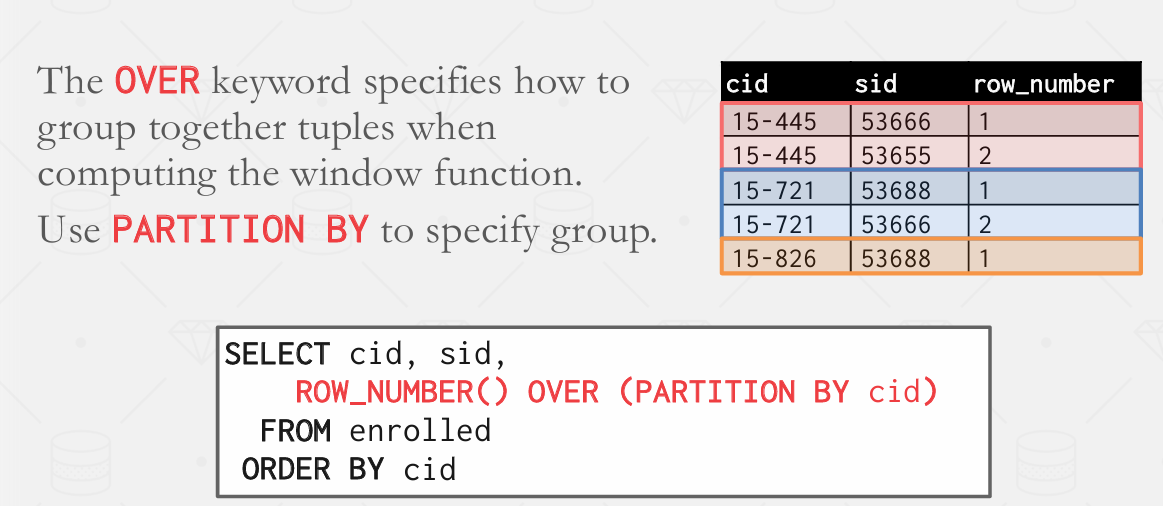 The OVER keyword specifies how to
group together tuples when
computing the window function.
Use PARTITION BY to specify group.
cid sid row_number
15-445 53666 1
15-445 53655 2
15-721 53688 1
15-721 53666 2
15-826 53688 1
SELECT cid, sid,
ROW_NUMBER() OVER (PARTITION BY cid)
FROM enrolled
ORDER BY cid